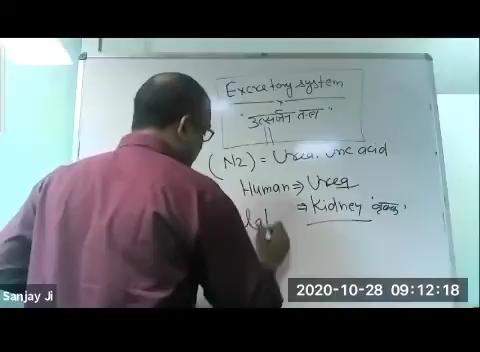 Excretory system
"उत्सर्जन तन्त्र"
(N2) = Urea, Uric acid
Human ⇒ Urea
⇒ Kidney वृक्क
Sanjay Ji
2020-10-28 09:12:18